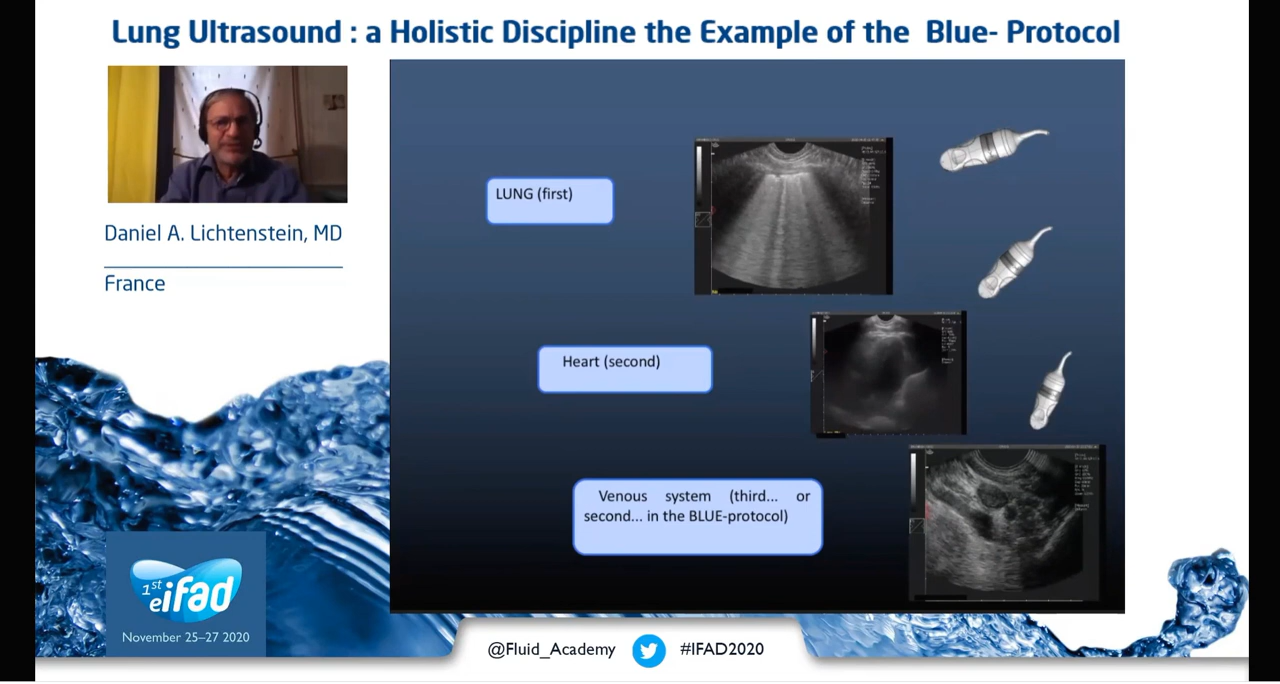 Lung Ultrasound : a Holistic Discipline the Example of the Blue- Protocol
Daniel A. Lichtenstein, MD
France
LUNG (first)
Heart (second)
Venous system (third... or
second... in the BLUE-protocol)
1st
eifad
November 25–27 2020
@Fluid_Academy
#IFAD2020